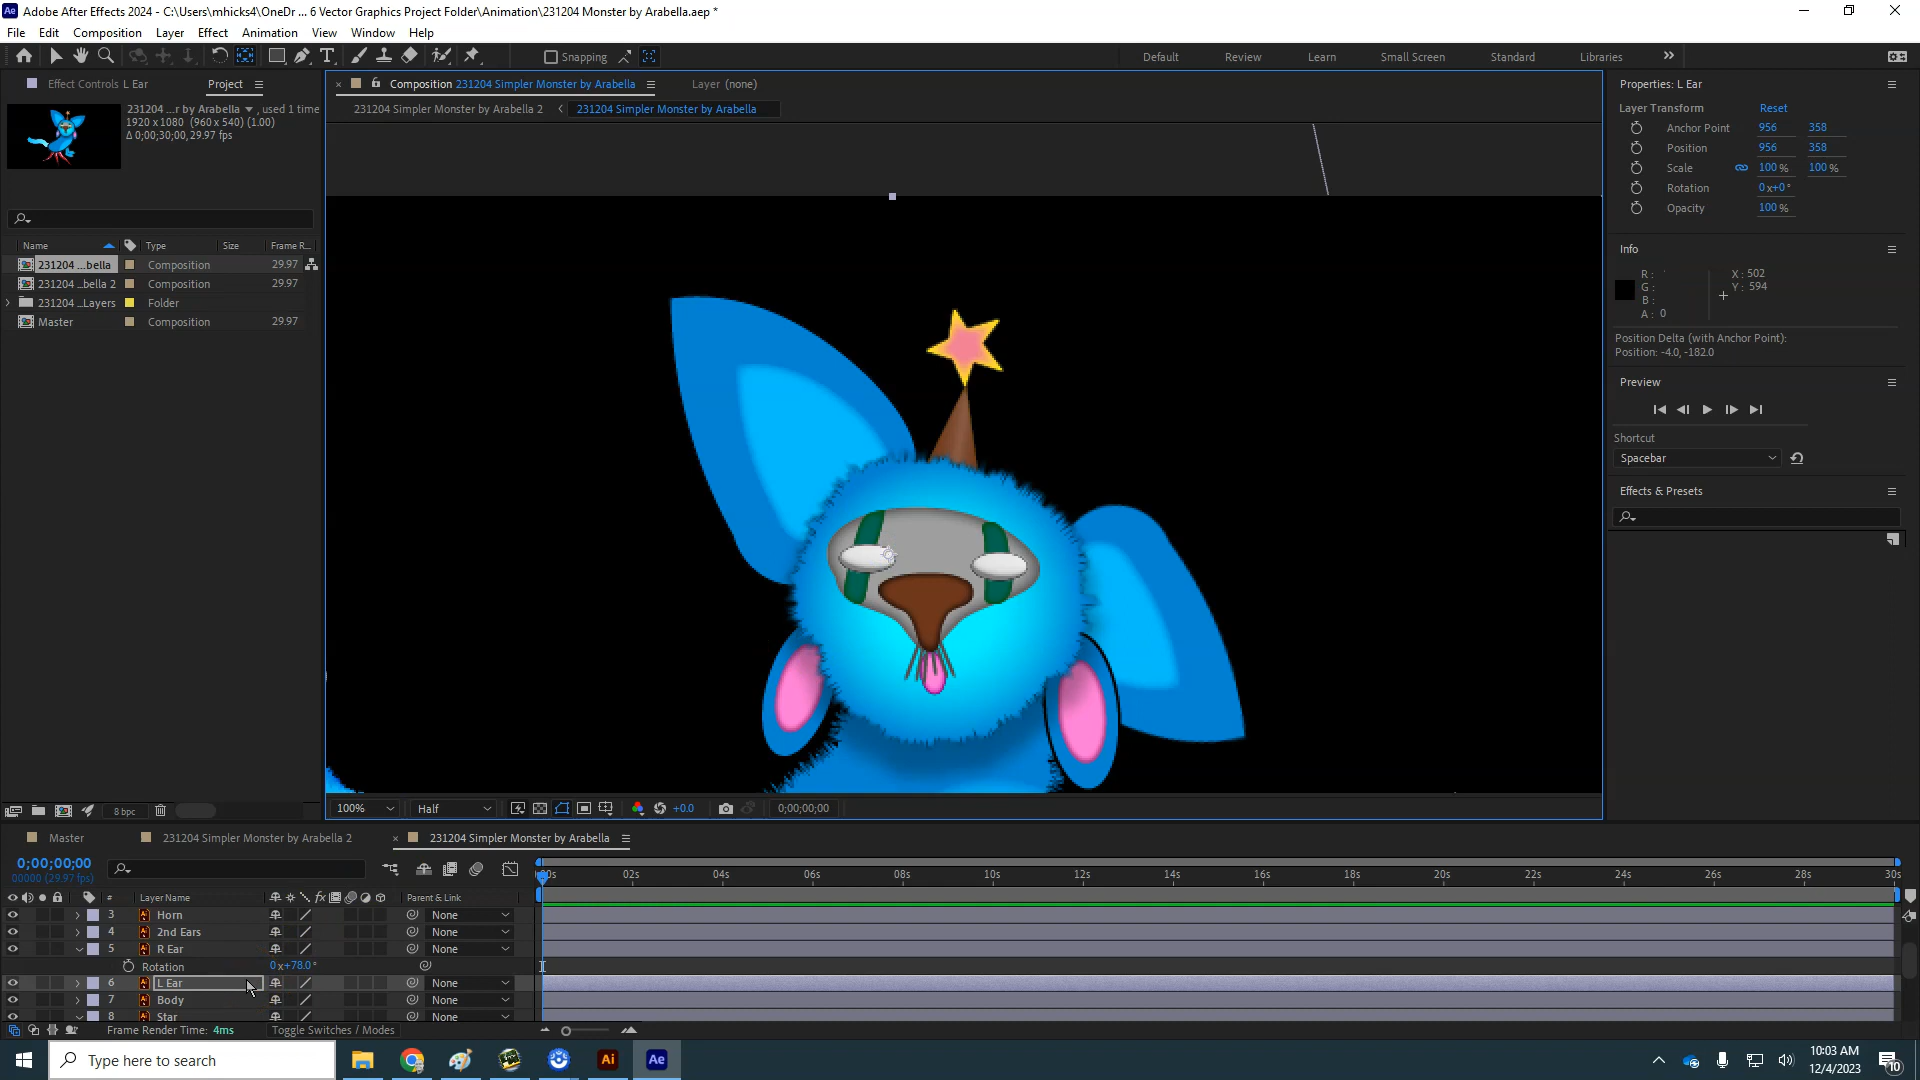 Adobe After Effects 2024 - C:\Users\mhicks4\OneDr ... 6 Vector Graphics Project Folder\Animation\231204 Monster by Arabella.aep *
File Edit Composition Layer Effect Animation View Window Help
Snapping Default Review Learn Small Screen Standard Libraries
Effect Controls L Ear Project
231204 ...r by Arabella , used 1 time
1920 x 1080 (960 x 540) (1.00)
Δ 0;00;30;00, 29.97 fps
Name Type Size Frame R...
231204 ...bella Composition 29.97
231204 ...bella 2 Composition 29.97
231204 ...Layers Folder
Master Composition 29.97
8 bpc
Composition 231204 Simpler Monster by Arabella Layer (none)
231204 Simpler Monster by Arabella 2 231204 Simpler Monster by Arabella
100% Half +0.0 0;00;00;00
Properties: L Ear
Layer Transform Reset
Anchor Point 956 358
Position 956 358
Scale 100 % 100 %
Rotation 0x+0°
Opacity 100 %
Info
R : X : 502
G : Y : 594
B :
A : 0
Position Delta (with Anchor Point):
Position: -4.0, -182.0
Preview
Shortcut
Spacebar
Effects & Presets
Master 231204 Simpler Monster by Arabella 2 231204 Simpler Monster by Arabella
0;00;00;00
00000 (29.97 fps)
:00s 02s 04s 06s 08s 10s 12s 14s 16s 18s 20s 22s 24s 26s 28s 30s
# Layer Name fx Parent & Link
3 Horn None
4 2nd Ears None
5 R Ear None
Rotation 0x+78.0°
6 L Ear None
7 Body None
8 Star None
Frame Render Time: 4ms Toggle Switches / Modes
Type here to search
Ai
Ae
10:03 AM
12/4/2023
10